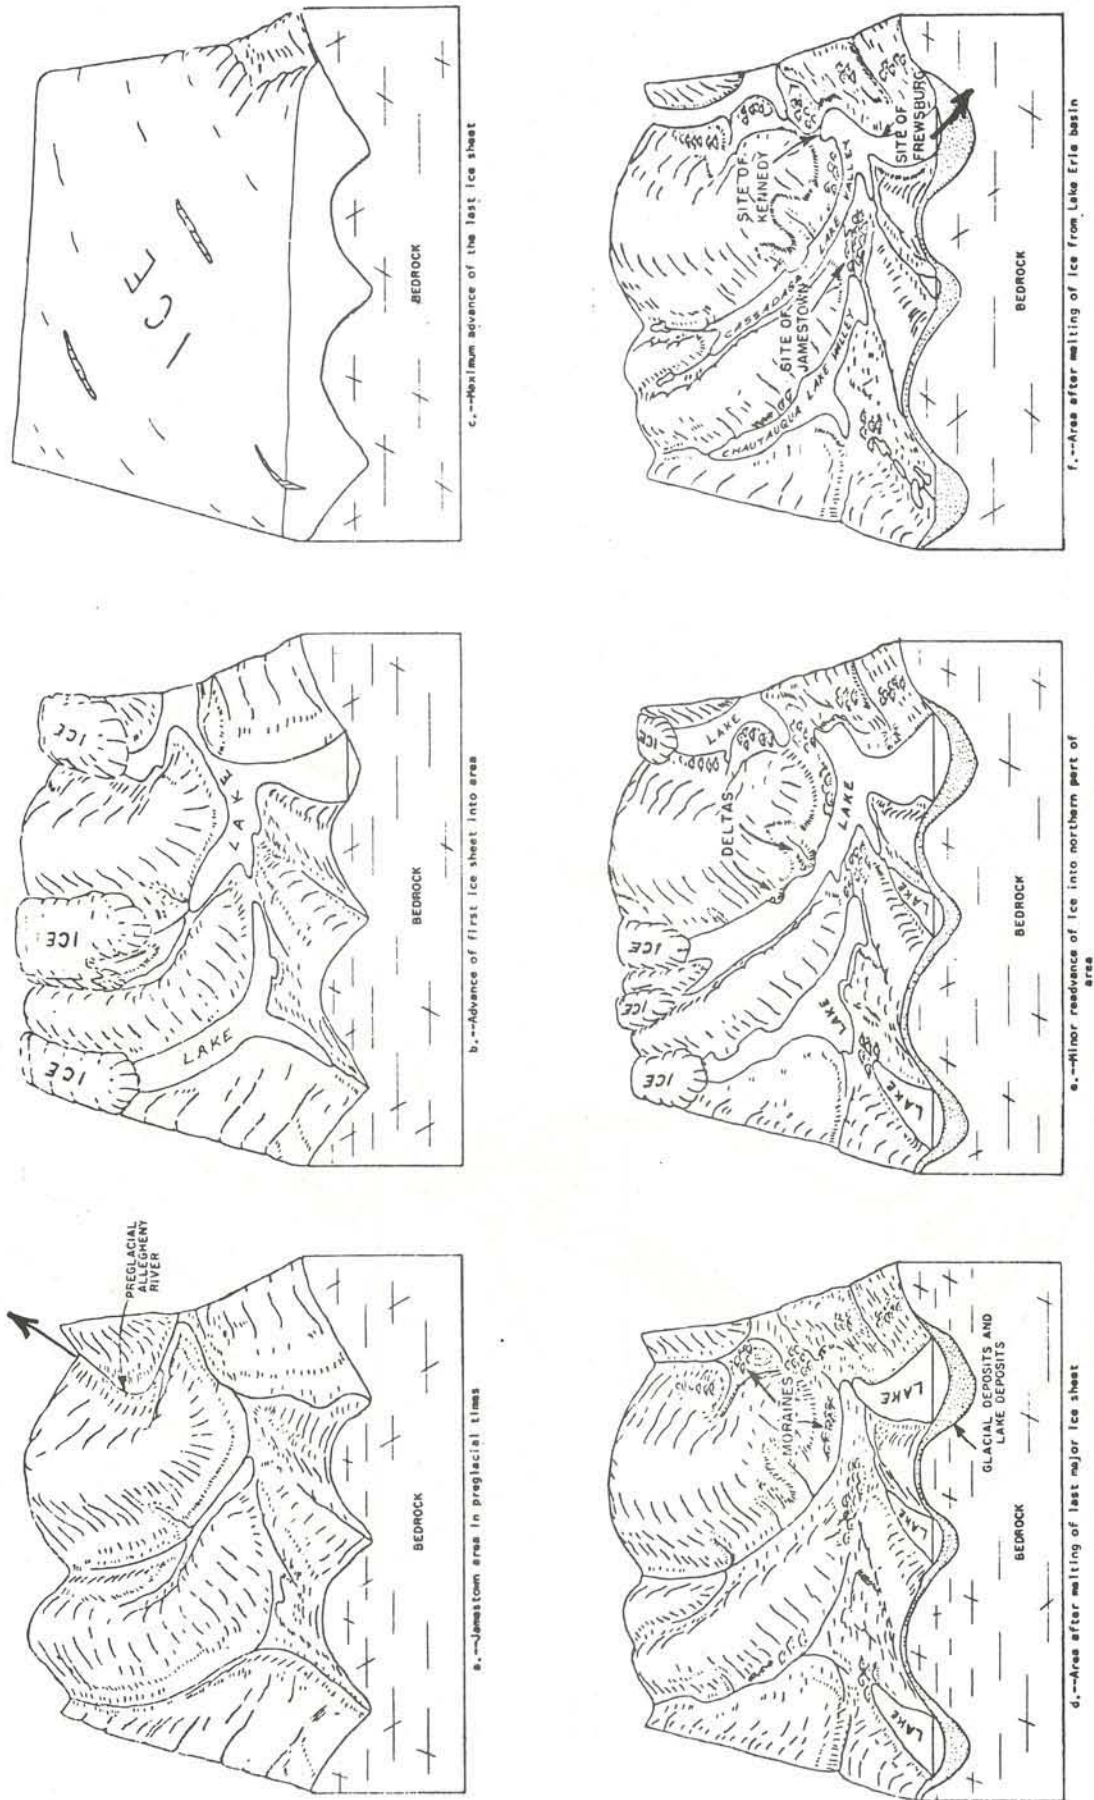 PREGLACIAL
ALLEGHENY
RIVER
BEDROCK
a.--Jamestown area in preglacial times
ICE
ICE
ICE
LAKE
LAKE
BEDROCK
b.--Advance of first ice sheet into area
ICE
BEDROCK
c.--Maximum advance of the last ice sheet
MORAINES
LAKE
LAKE
LAKE
GLACIAL DEPOSITS AND
LAKE DEPOSITS
BEDROCK
d.--Area after melting of last major ice sheet
ICE
ICE
ICE
ICE
LAKE
DELTAS
LAKE
LAKE
LAKE
LAKE
BEDROCK
e.--Minor readvance of ice into northern part of
area
SITE OF
KENNEDY
CASSADAGA LAKE VALLEY
SITE OF
JAMESTOWN
CHAUTAUQUA LAKE VALLEY
SITE OF
FREWSBURG
BEDROCK
f.--Area after melting of ice from Lake Erie basin